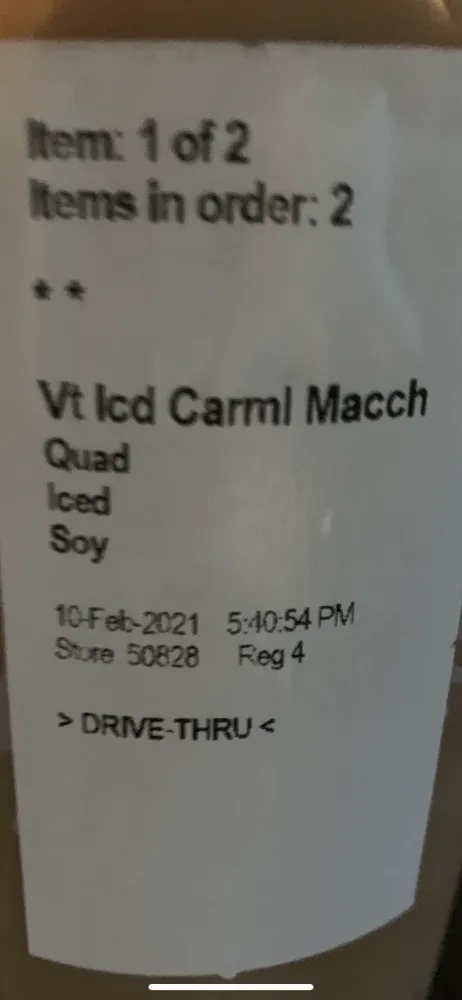 Item: 1 of 2
Items in order: 2
* *
Vt Icd Carml Macch
Quad
Iced
Soy
10-Feb-2021 5:40:54 PM
Store 50828 Reg 4
> DRIVE-THRU <